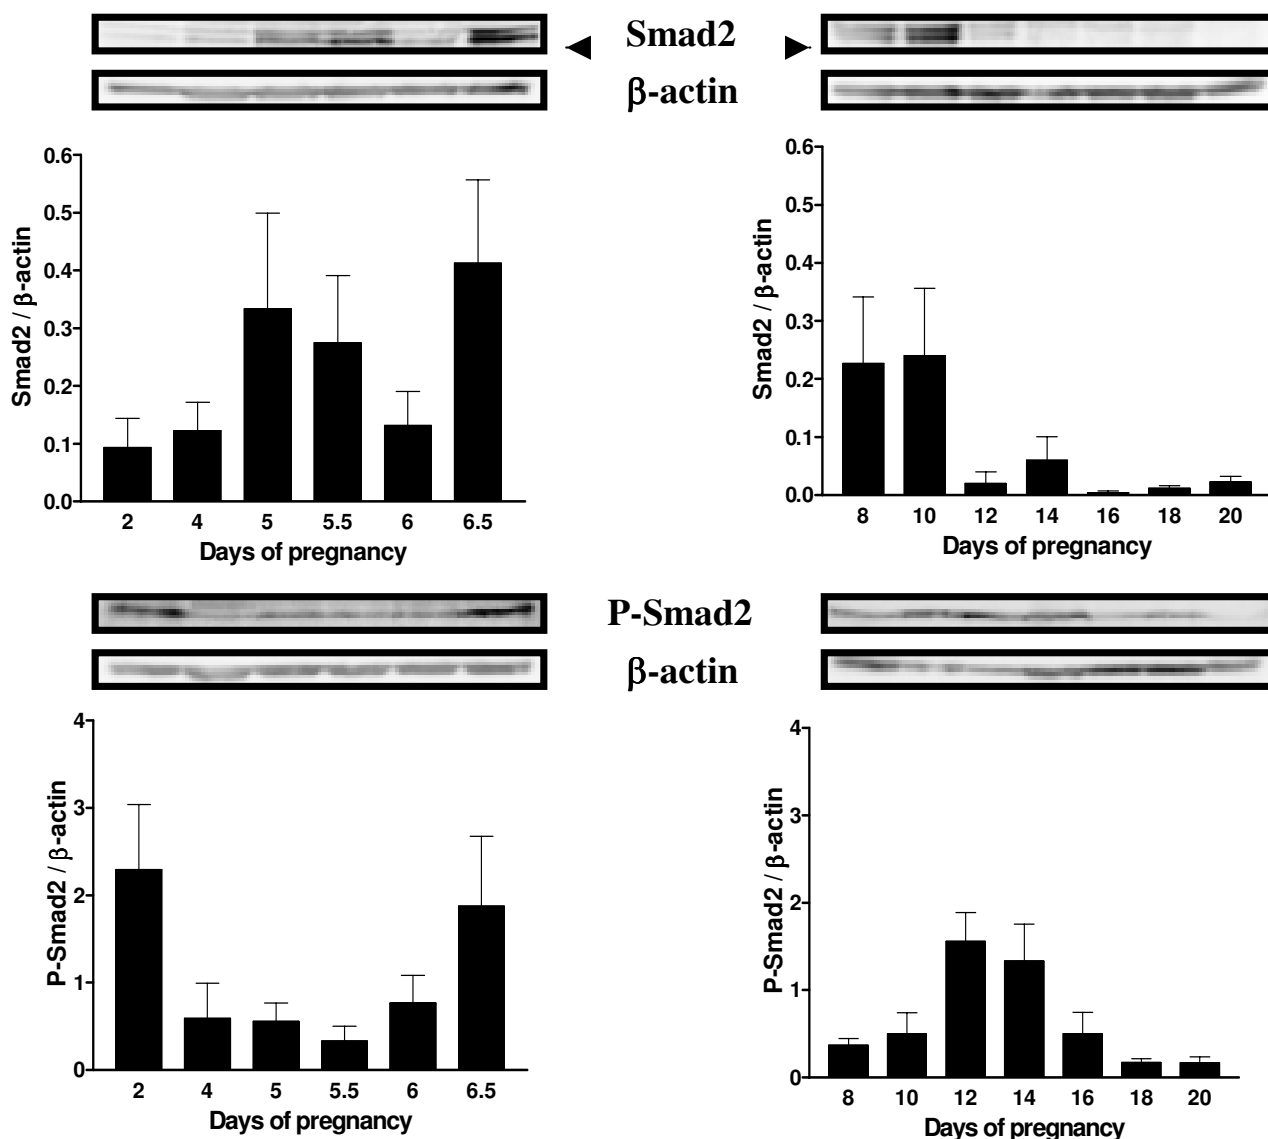 Smad2
β-actin
0.6
0.5
0.4
0.3
0.2
0.1
0.0
Smad2 / β-actin
2 4 5 5.5 6 6.5
Days of pregnancy
0.6
0.5
0.4
0.3
0.2
0.1
0.0
Smad2 / β-actin
8 10 12 14 16 18 20
Days of pregnancy
P-Smad2
β-actin
4
3
2
1
0
P-Smad2 / β-actin
2 4 5 5.5 6 6.5
Days of pregnancy
4
3
2
1
0
P-Smad2 / β-actin
8 10 12 14 16 18 20
Days of pregnancy